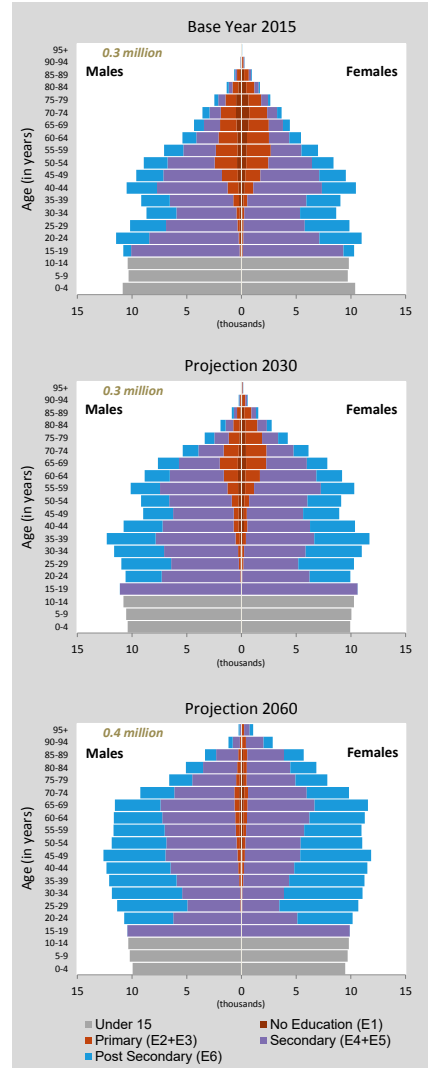 Base Year 2015
0.3 million
Males
Females
Age (in years)
95+
90-94
85-89
80-84
75-79
70-74
65-69
60-64
55-59
50-54
45-49
40-44
35-39
30-34
25-29
20-24
15-19
10-14
5-9
0-4
15 10 5 0 5 10 15
(thousands)
Projection 2030
0.3 million
Males
Females
Age (in years)
95+
90-94
85-89
80-84
75-79
70-74
65-69
60-64
55-59
50-54
45-49
40-44
35-39
30-34
25-29
20-24
15-19
10-14
5-9
0-4
15 10 5 0 5 10 15
(thousands)
Projection 2060
0.4 million
Males
Females
Age (in years)
95+
90-94
85-89
80-84
75-79
70-74
65-69
60-64
55-59
50-54
45-49
40-44
35-39
30-34
25-29
20-24
15-19
10-14
5-9
0-4
15 10 5 0 5 10 15
(thousands)
Under 15
No Education (E1)
Primary (E2+E3)
Secondary (E4+E5)
Post Secondary (E6)